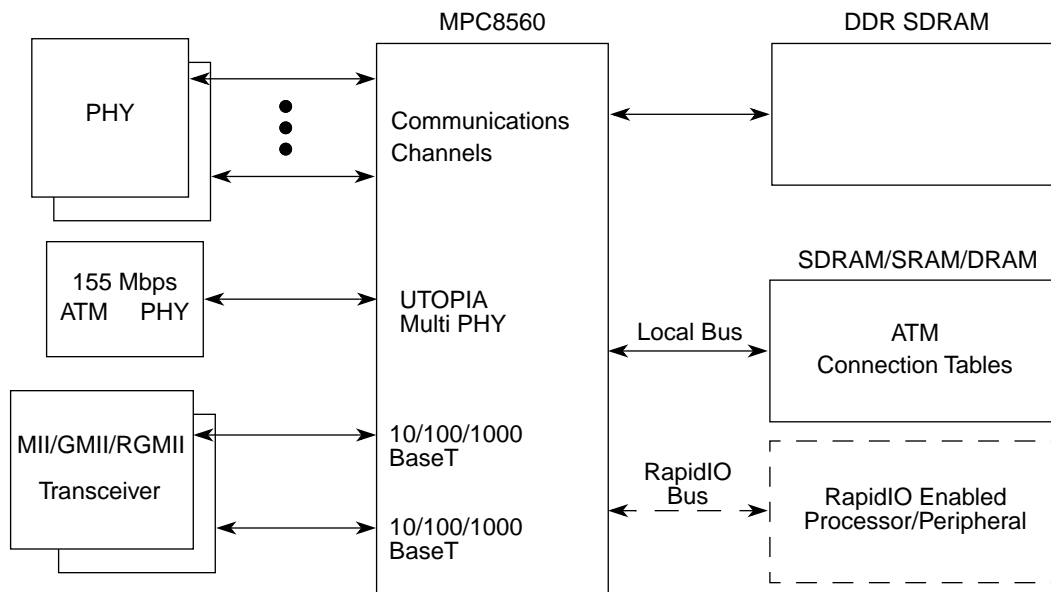 MPC8560
DDR SDRAM
PHY
Communications
Channels
155 Mbps
ATM PHY
UTOPIA
Multi PHY
SDRAM/SRAM/DRAM
Local Bus
ATM
Connection Tables
MII/GMII/RGMII
Transceiver
10/100/1000
BaseT
10/100/1000
BaseT
RapidIO
Bus
RapidIO Enabled
Processor/Peripheral